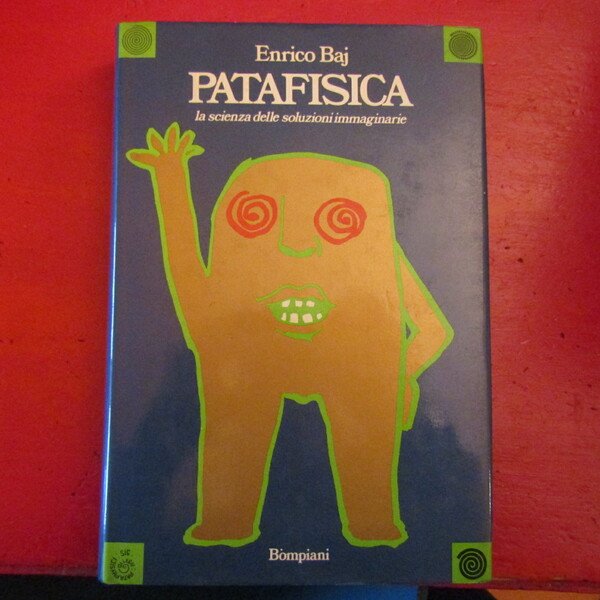 Enrico Baj
PATAFISICA
la scienza delle soluzioni immaginarie
Bompiani